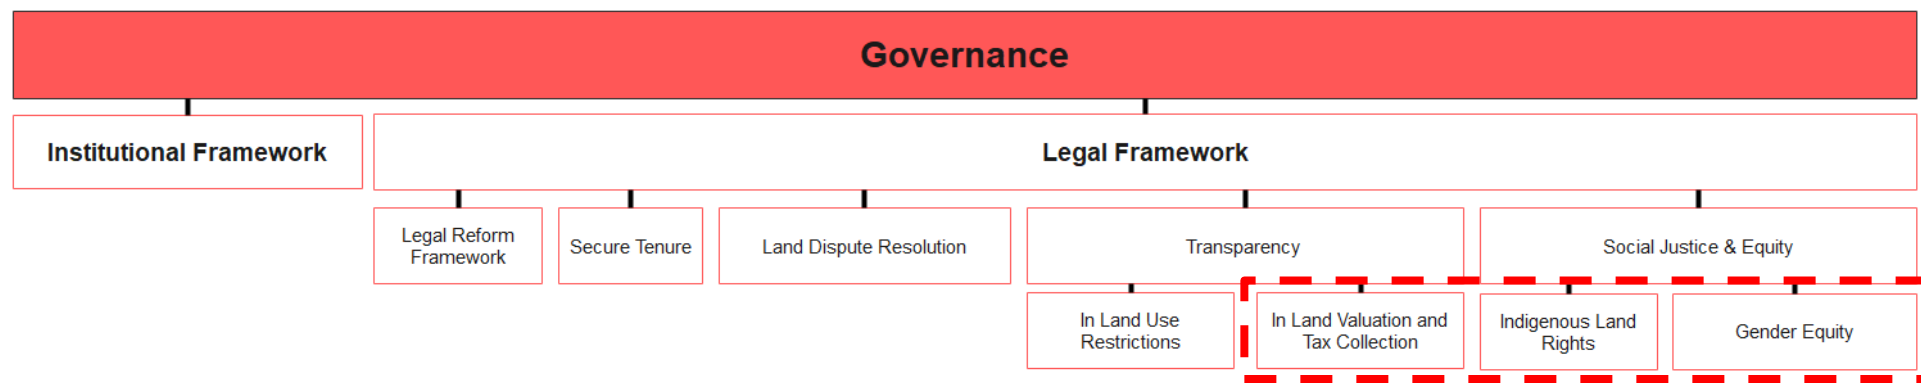 Governance
Institutional Framework
Legal Framework
Legal Reform
Framework
Secure Tenure
Land Dispute Resolution
Transparency
Social Justice & Equity
In Land Use
Restrictions
In Land Valuation and
Tax Collection
Indigenous Land
Rights
Gender Equity